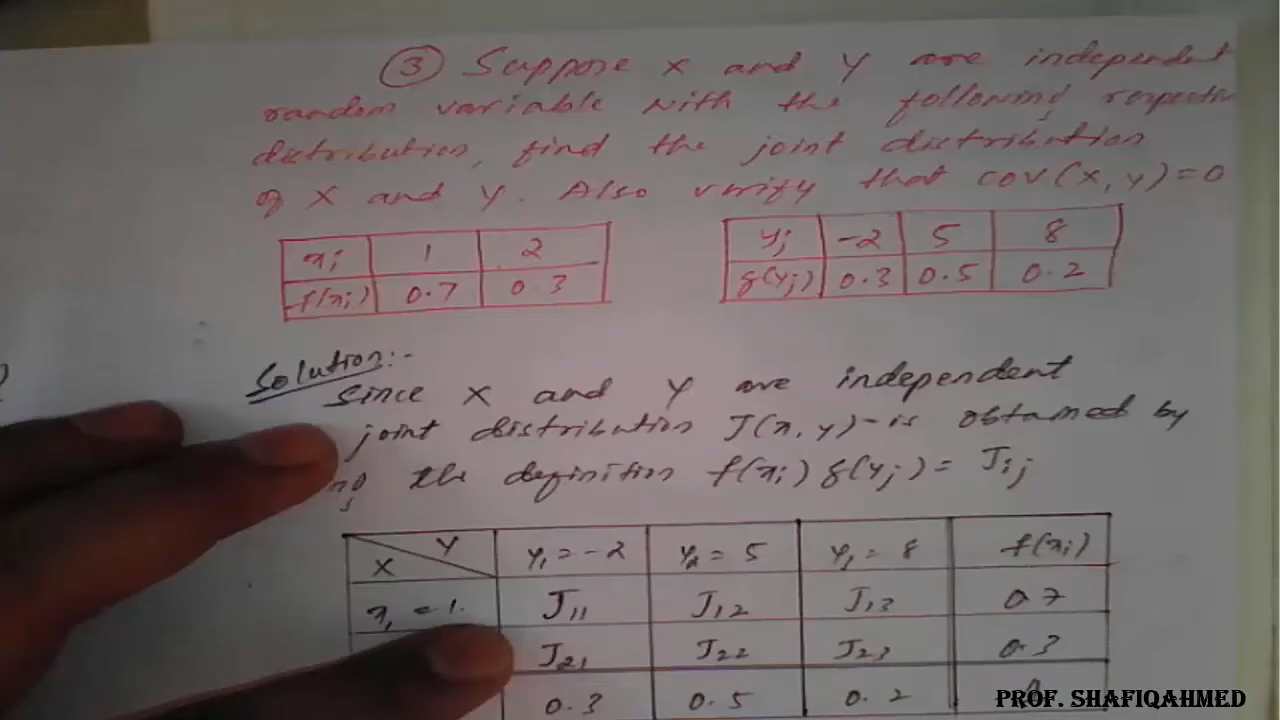 ③ Suppose X and Y are independent
random variable with the following respective
distribution, find the joint distribution
of X and Y. Also verify that COV(X, Y)=0
xi 1 2
f(xi) 0.7 0.3
yj -2 5 8
g(yj) 0.3 0.5 0.2
Solution:-
Since X and Y are independent
joint distribution J(x, y) is obtained by
the definition f(xi) g(yj) = Jij
X Y y1 = -2 y2 = 5 y3 = 8 f(xi)
x1 = 1. J11 J12 J13 0.7
J21 J22 J23 0.3
0.3 0.5 0.2
PROF. SHAFIQAHMED